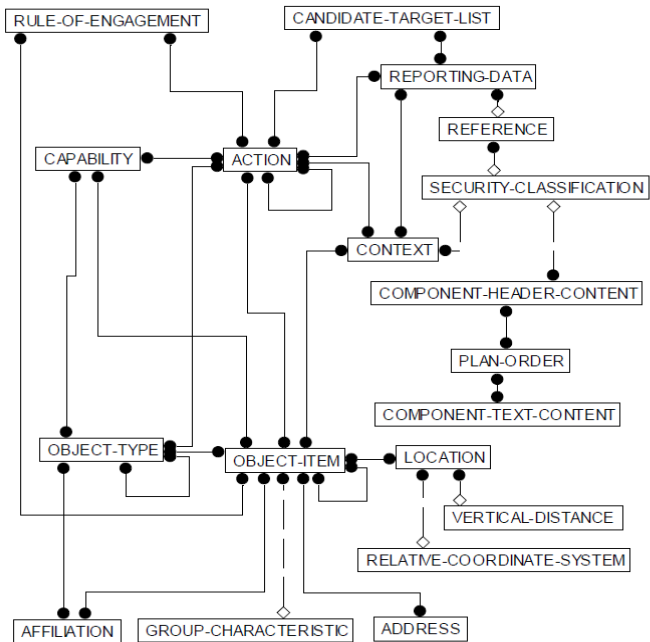 RULE-OF-ENGAGEMENT
CANDIDATE-TARGET-LIST
REPORTING-DATA
REFERENCE
CAPABILITY
ACTION
SECURITY-CLASSIFICATION
CONTEXT
COMPONENT-HEADER-CONTENT
PLAN-ORDER
COMPONENT-TEXT-CONTENT
OBJECT-TYPE
OBJECT-ITEM
LOCATION
VERTICAL-DISTANCE
RELATIVE-COORDINATE-SYSTEM
AFFILIATION
GROUP-CHARACTERISTIC
ADDRESS